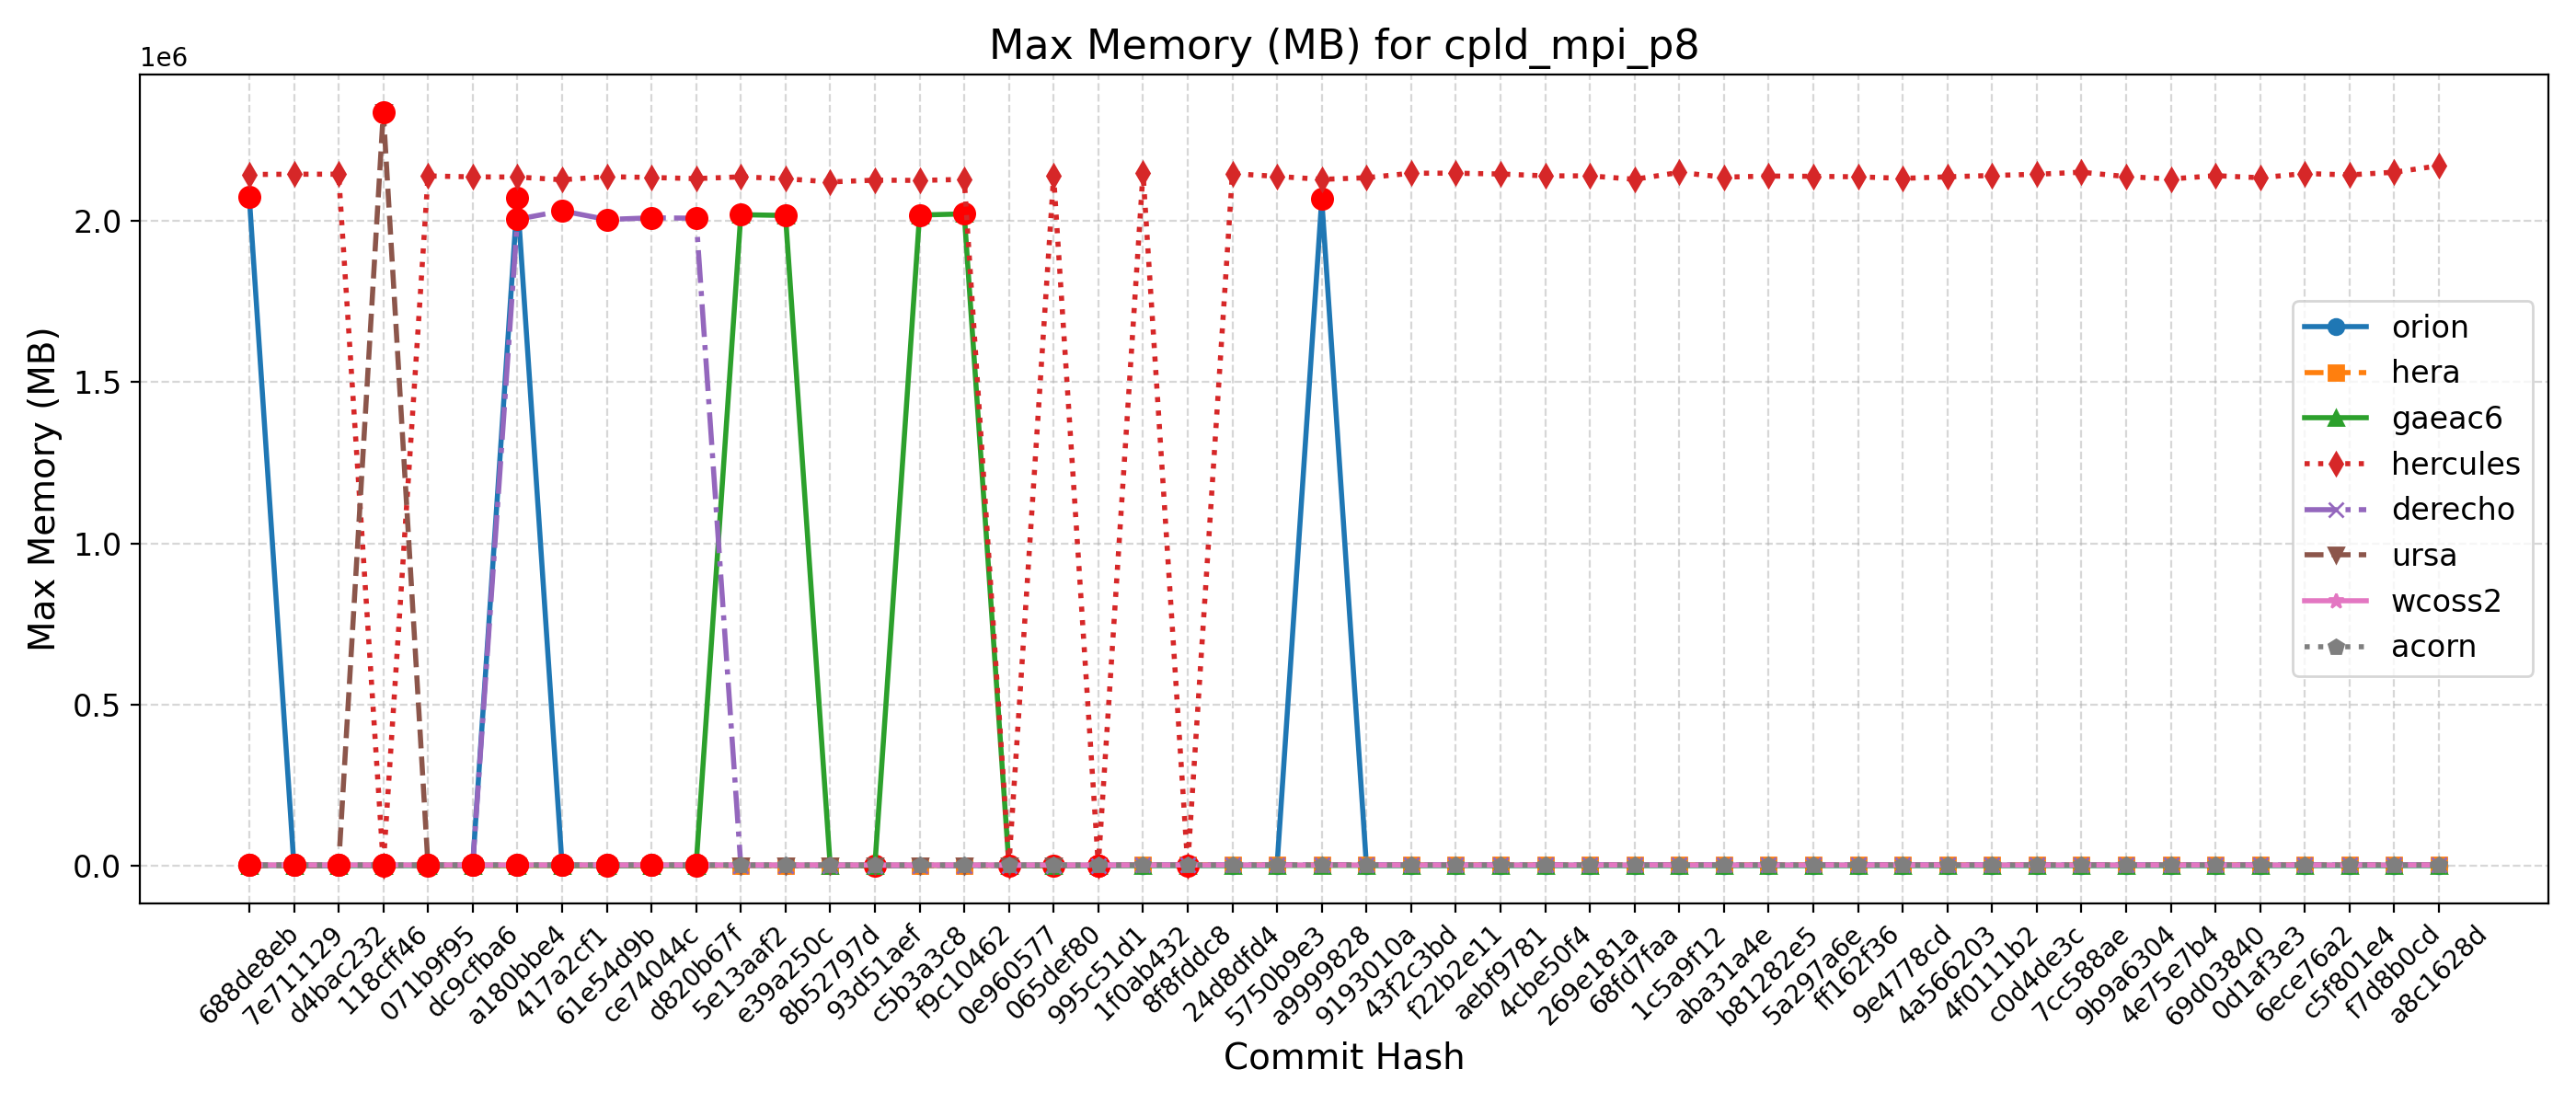 Max Memory (MB) for cpld_mpi_p8
1e6
Max Memory (MB)
2.0
1.5
1.0
0.5
0.0
orion
hera
gaeac6
hercules
derecho
ursa
wcoss2
acorn
688de8eb
7e711129
d4bac232
118cff46
071b9f95
dc9cfba6
a180bbe4
417a2cf1
61e54d9b
ce74044c
d820b67f
5e13aaf2
e39a250c
8b52797d
93d51aef
c5b3a3c8
f9c10462
0e960577
065def80
995c51d1
1f0ab432
8f8fddc8
24d8dfd4
5750b9e3
a9999828
9193010a
43f2c3bd
f22b2e11
aebf9781
4cbe50f4
269e181a
68fd7faa
1c5a9f12
aba31a4e
b81282e5
5a297a6e
ff162f36
9e4778cd
4a566203
4f0111b2
c0d4de3c
7cc588ae
9b9a6304
4e75e7b4
69d03840
0d1af3e3
6ece76a2
c5f801e4
f7d8b0cd
a8c1628d
Commit Hash